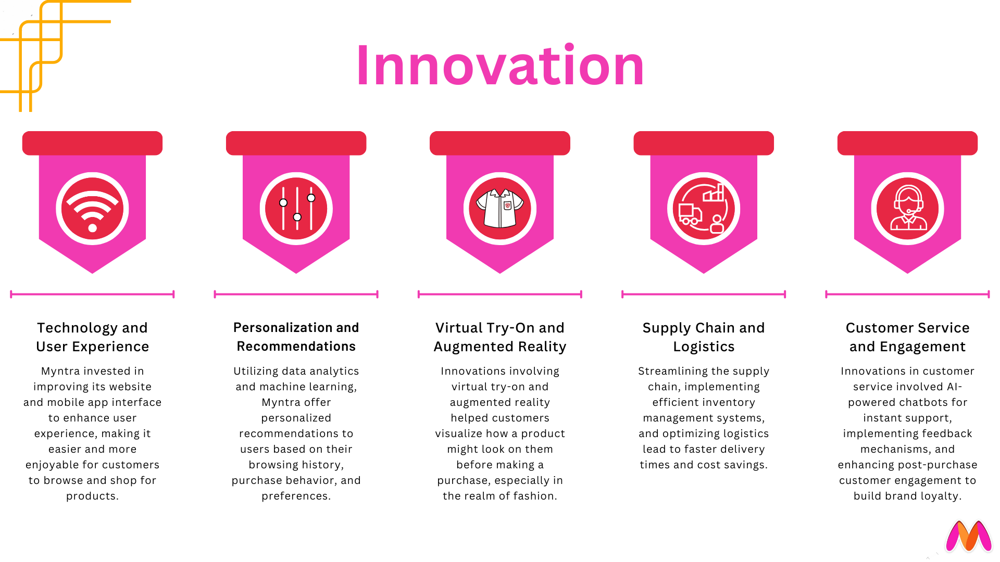 Innovation
Technology and
User Experience
Myntra invested in
improving its website
and mobile app interface
to enhance user
experience, making it
easier and more
enjoyable for customers
to browse and shop for
products.
Personalization and
Recommendations
Utilizing data analytics
and machine learning,
Myntra offer
personalized
recommendations to
users based on their
browsing history,
purchase behavior, and
preferences.
Virtual Try-On and
Augmented Reality
Innovations involving
virtual try-on and
augmented reality
helped customers
visualize how a product
might look on them
before making a
purchase, especially in
the realm of fashion.
Supply Chain and
Logistics
Streamlining the supply
chain, implementing
efficient inventory
management systems,
and optimizing logistics
lead to faster delivery
times and cost savings.
Customer Service
and Engagement
Innovations in customer
service involved AI-
powered chatbots for
instant support,
implementing feedback
mechanisms, and
enhancing post-purchase
customer engagement to
build brand loyalty.